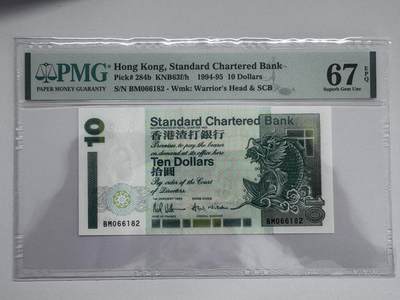 PMG
PAPER MONEY GUARANTY
Hong Kong, Standard Chartered Bank
Pick# 284b KNB63f/h 1994-95 10 Dollars
S/N BM066182 - Wmk: Warrior's Head & SCB
67 EPQ
Superb Gem Unc
10
Standard Chartered Bank
香港渣打銀行
Promises to pay the bearer
on demand at its office here
Ten Dollars
拾圓
By order of the Court
of Directors.
BM066182
BM066182